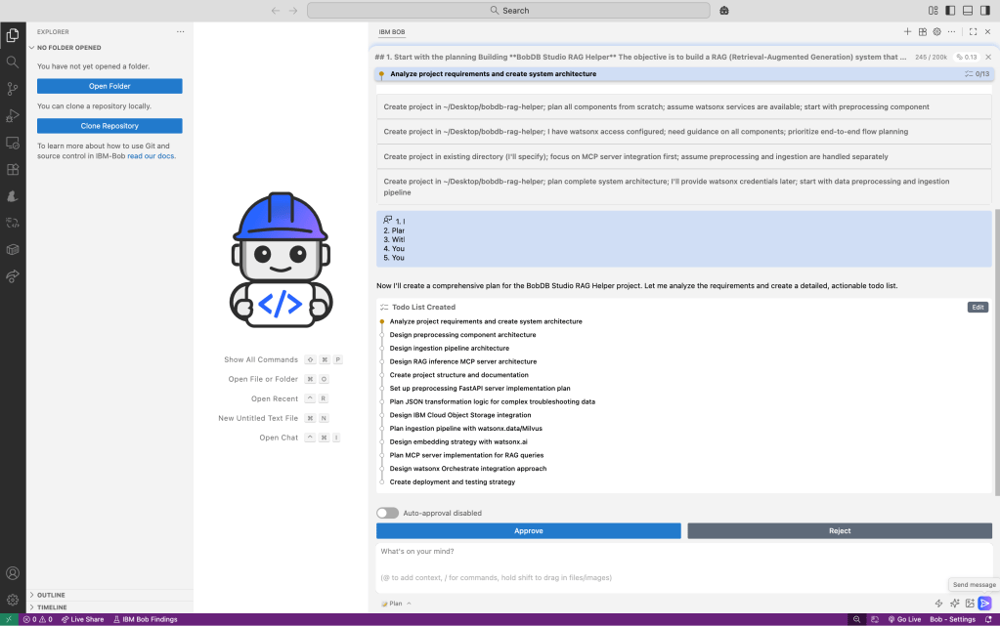 Search
EXPLORER
NO FOLDER OPENED
You have not yet opened a folder.
Open Folder
You can clone a repository locally.
Clone Repository
To learn more about how to use Git and
source control in IBM-Bob read our docs.
OUTLINE
TIMELINE
</>
Show All Commands ⇧ ⌘ P
Open File or Folder ⌘ O
Open Recent ^ R
New Untitled Text File ⌘ N
Open Chat ^ ⌘ I
IBM BOB
## 1. Start with the planning Building **BobDB Studio RAG Helper** The objective is to build a RAG (Retrieval-Augmented Generation) system that ... 245 / 200k 0.13
Analyze project requirements and create system architecture 0/13
Create project in ~/Desktop/bobdb-rag-helper; plan all components from scratch; assume watsonx services are available; start with preprocessing component
Create project in ~/Desktop/bobdb-rag-helper; I have watsonx access configured; need guidance on all components; prioritize end-to-end flow planning
Create project in existing directory (I'll specify); focus on MCP server integration first; assume preprocessing and ingestion are handled separately
Create project in ~/Desktop/bobdb-rag-helper; plan complete system architecture; I'll provide watsonx credentials later; start with data preprocessing and ingestion
pipeline
1. I
2. Plar
3. Witl
4. You
5. You
Now I'll create a comprehensive plan for the BobDB Studio RAG Helper project. Let me analyze the requirements and create a detailed, actionable todo list.
Todo List Created Edit
Analyze project requirements and create system architecture
Design preprocessing component architecture
Design ingestion pipeline architecture
Design RAG inference MCP server architecture
Create project structure and documentation
Set up preprocessing FastAPI server implementation plan
Plan JSON transformation logic for complex troubleshooting data
Design IBM Cloud Object Storage integration
Plan ingestion pipeline with watsonx.data/Milvus
Design embedding strategy with watsonx.ai
Plan MCP server implementation for RAG queries
Design watsonx Orchestrate integration approach
Create deployment and testing strategy
Auto-approval disabled
Approve Reject
What's on your mind?
(@ to add context, / for commands, hold shift to drag in files/images)
Send message
Plan
0 0 Live Share IBM Bob Findings Go Live Bob - Settings